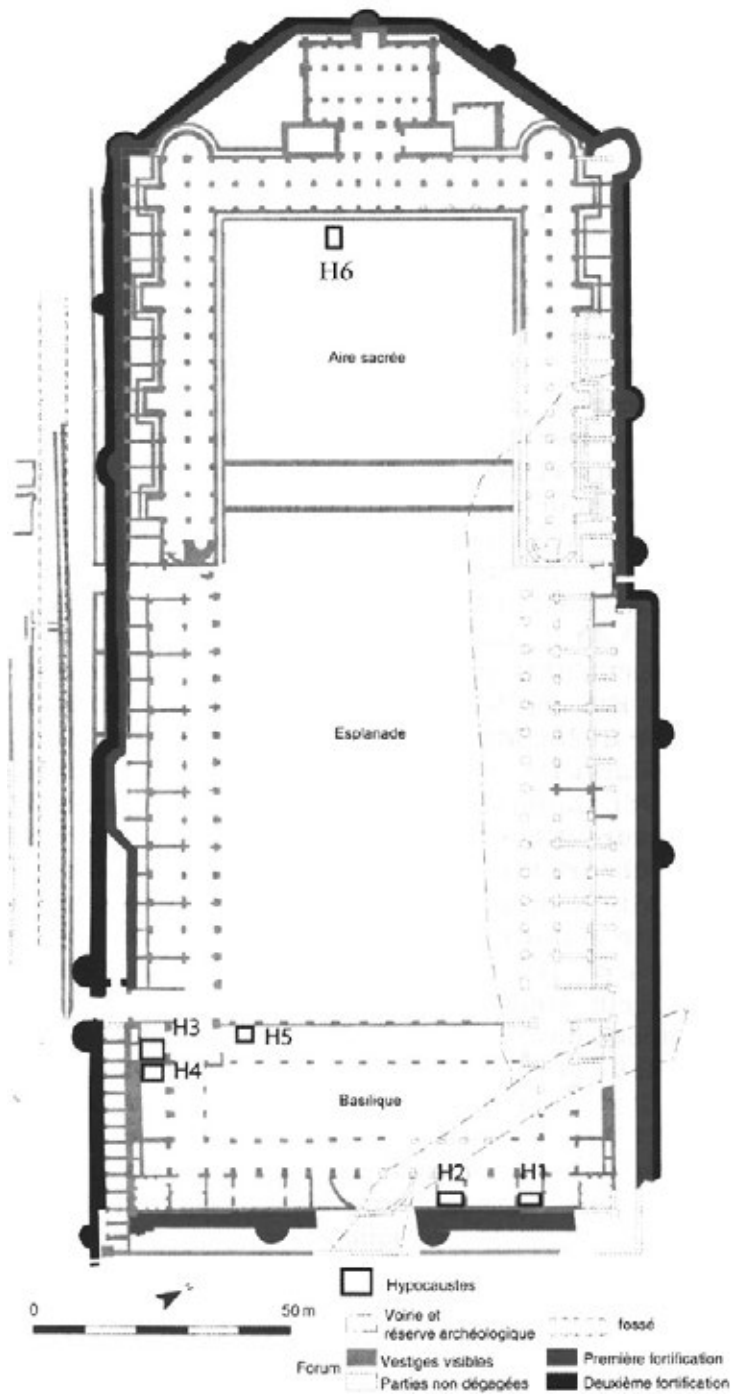 H6
Aire sacrée
Esplanade
H3
H5
H4
Basilique
H2
H1
Hypocaustes
0
50 m
Voirie et
réserve archéologique
fossé
Forum
Vestiges visibles
Première fortification
Parties non dégagées
Deuxième fortification